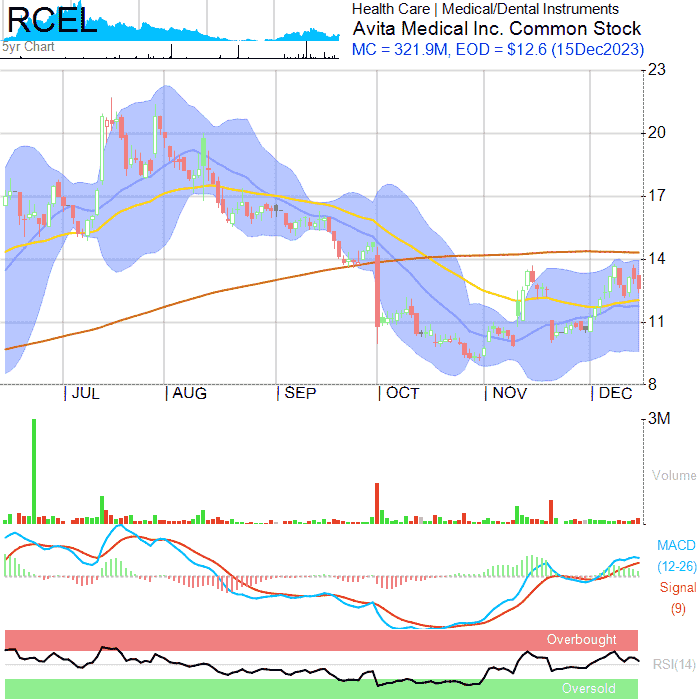 RCEL
Health Care | Medical/Dental Instruments
Avita Medical Inc. Common Stock
5yr Chart
MC = 321.9M, EOD = $12.6 (15Dec2023)
23
20
17
14
11
8
JUL AUG SEP OCT NOV DEC
3M
Volume
MACD
(12-26)
Signal
(9)
Overbought
RSI(14)
Oversold